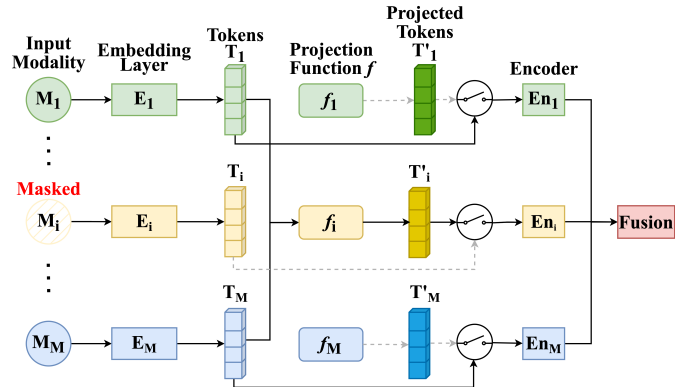 Input
Modality
Embedding
Layer
Tokens
T1
Projection
Function f
Projected
Tokens
T'1
Encoder
M1
E1
f1
En1
Masked
Mi
Ei
Ti
fi
T'i
Eni
Fusion
MM
EM
TM
fM
T'M
EnM